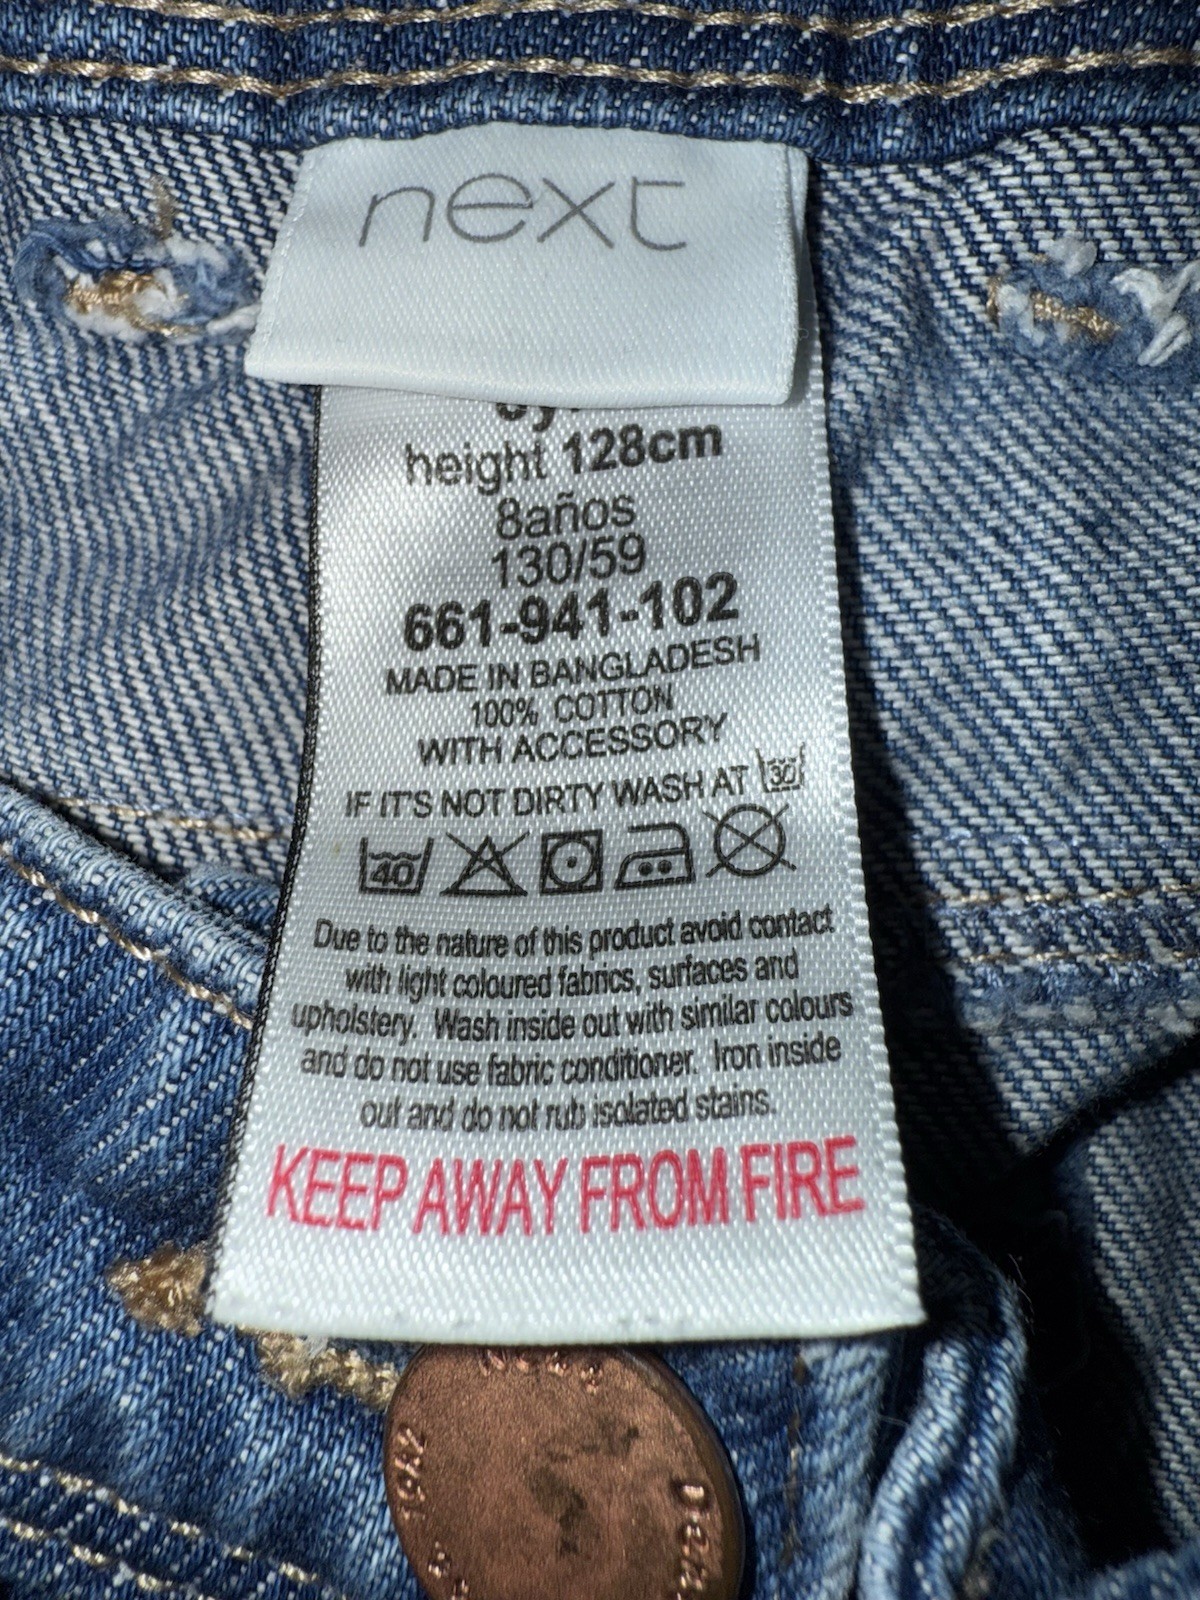 next
height 128cm
8años
130/59
661-941-102
MADE IN BANGLADESH
100% COTTON
WITH ACCESSORY
IF IT'S NOT DIRTY WASH AT 30
40
Due to the nature of this product avoid contact
with light coloured fabrics, surfaces and
upholstery. Wash inside out with similar colours
and do not use fabric conditioner. Iron inside
out and do not rub isolated stains.
KEEP AWAY FROM FIRE